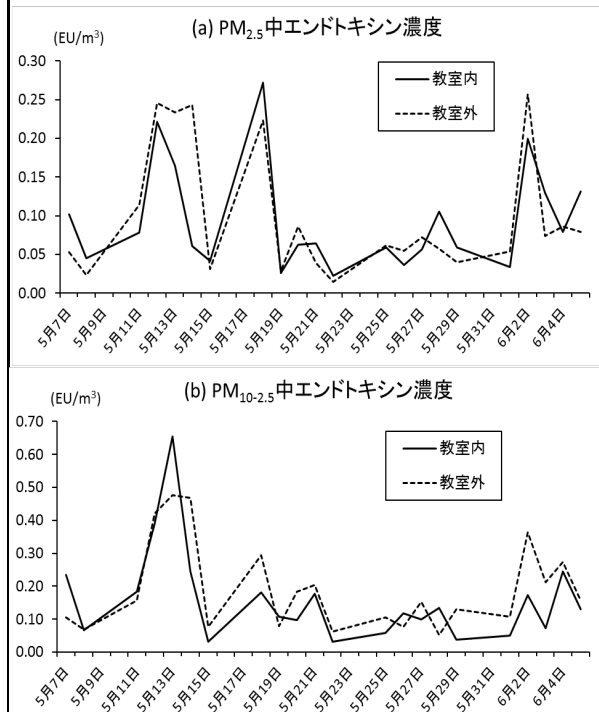 (a) PM2.5中エンドトキシン濃度
(EU/m³)
0.30
0.25
0.20
0.15
0.10
0.05
0.00
教室内
教室外
5月7日
5月9日
5月11日
5月13日
5月15日
5月17日
5月19日
5月21日
5月23日
5月25日
5月27日
5月29日
5月31日
6月2日
6月4日
(b) PM10-2.5中エンドトキシン濃度
(EU/m³)
0.70
0.60
0.50
0.40
0.30
0.20
0.10
0.00
教室内
教室外
5月7日
5月9日
5月11日
5月13日
5月15日
5月17日
5月19日
5月21日
5月23日
5月25日
5月27日
5月29日
5月31日
6月2日
6月4日